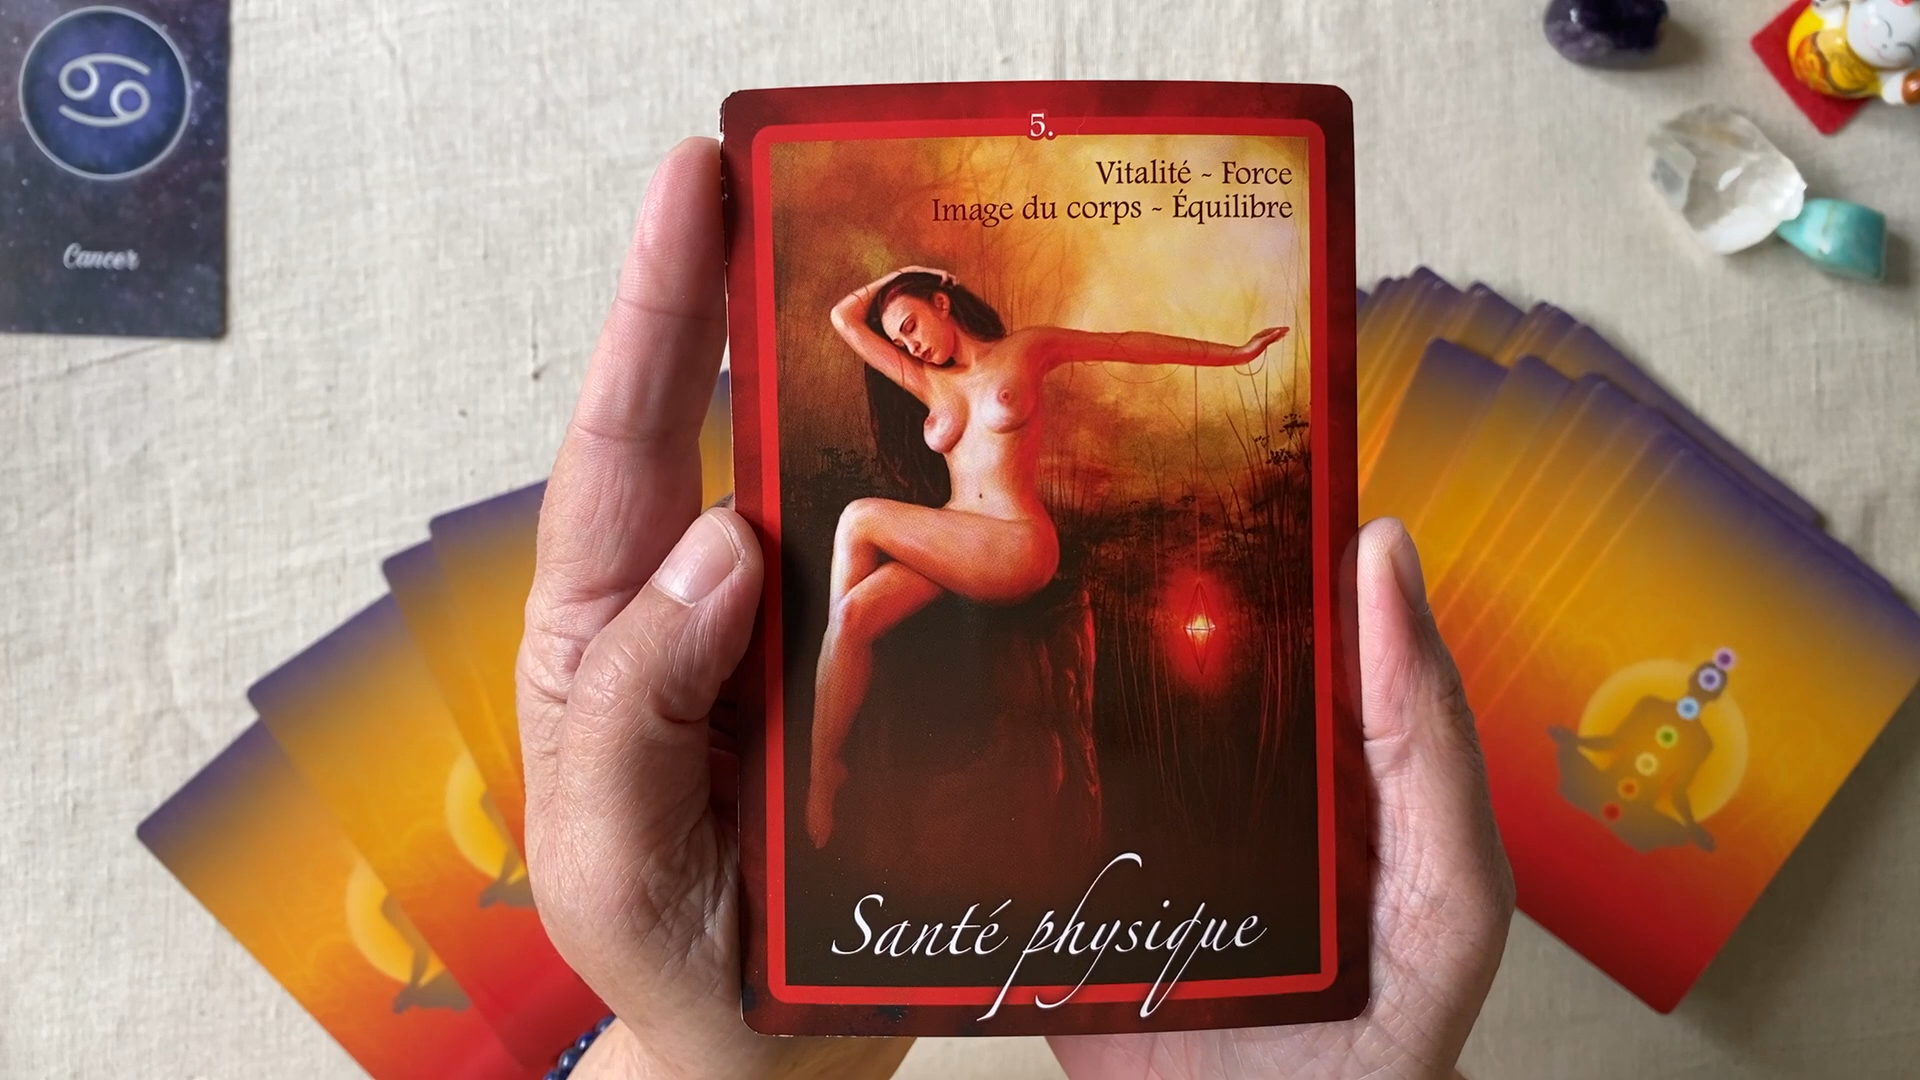 Cancer
5.
Vitalité ~ Force
Image du corps ~ Équilibre
Santé physique